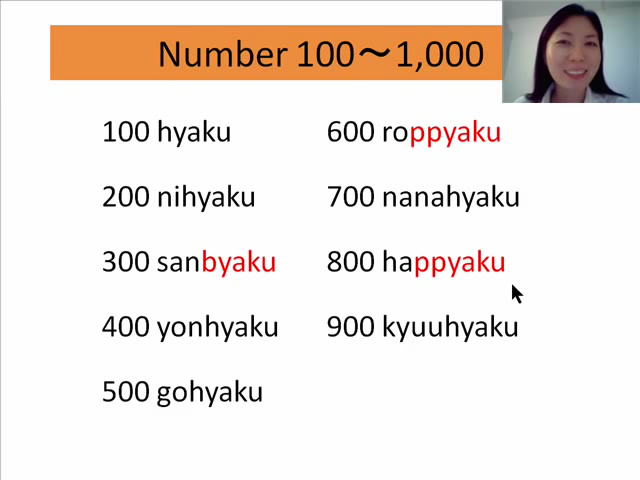 Number 100～1,000
100 hyaku
200 nihyaku
300 sanbyaku
400 yonhyaku
500 gohyaku
600 roppyaku
700 nanahyaku
800 happyaku
900 kyuuhyaku